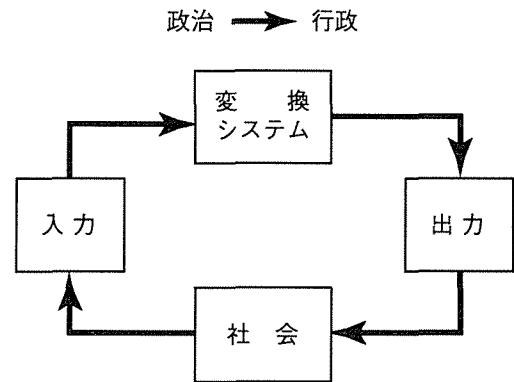 政治 行政
変 換
システム
入力
出力
社 会